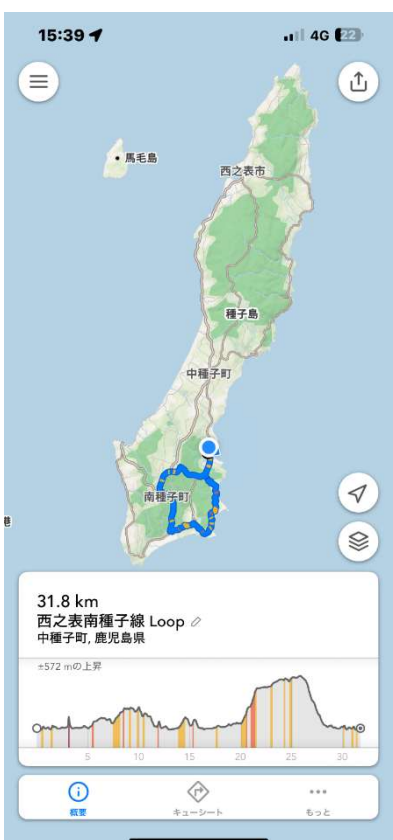 15:39
4G 22
馬毛島
西之表市
種子島
中種子町
南種子町
港
31.8 km
西之表南種子線 Loop
中種子町, 鹿児島県
±572 mの上昇
5 10 15 20 25 30
概要 キューシート もっと